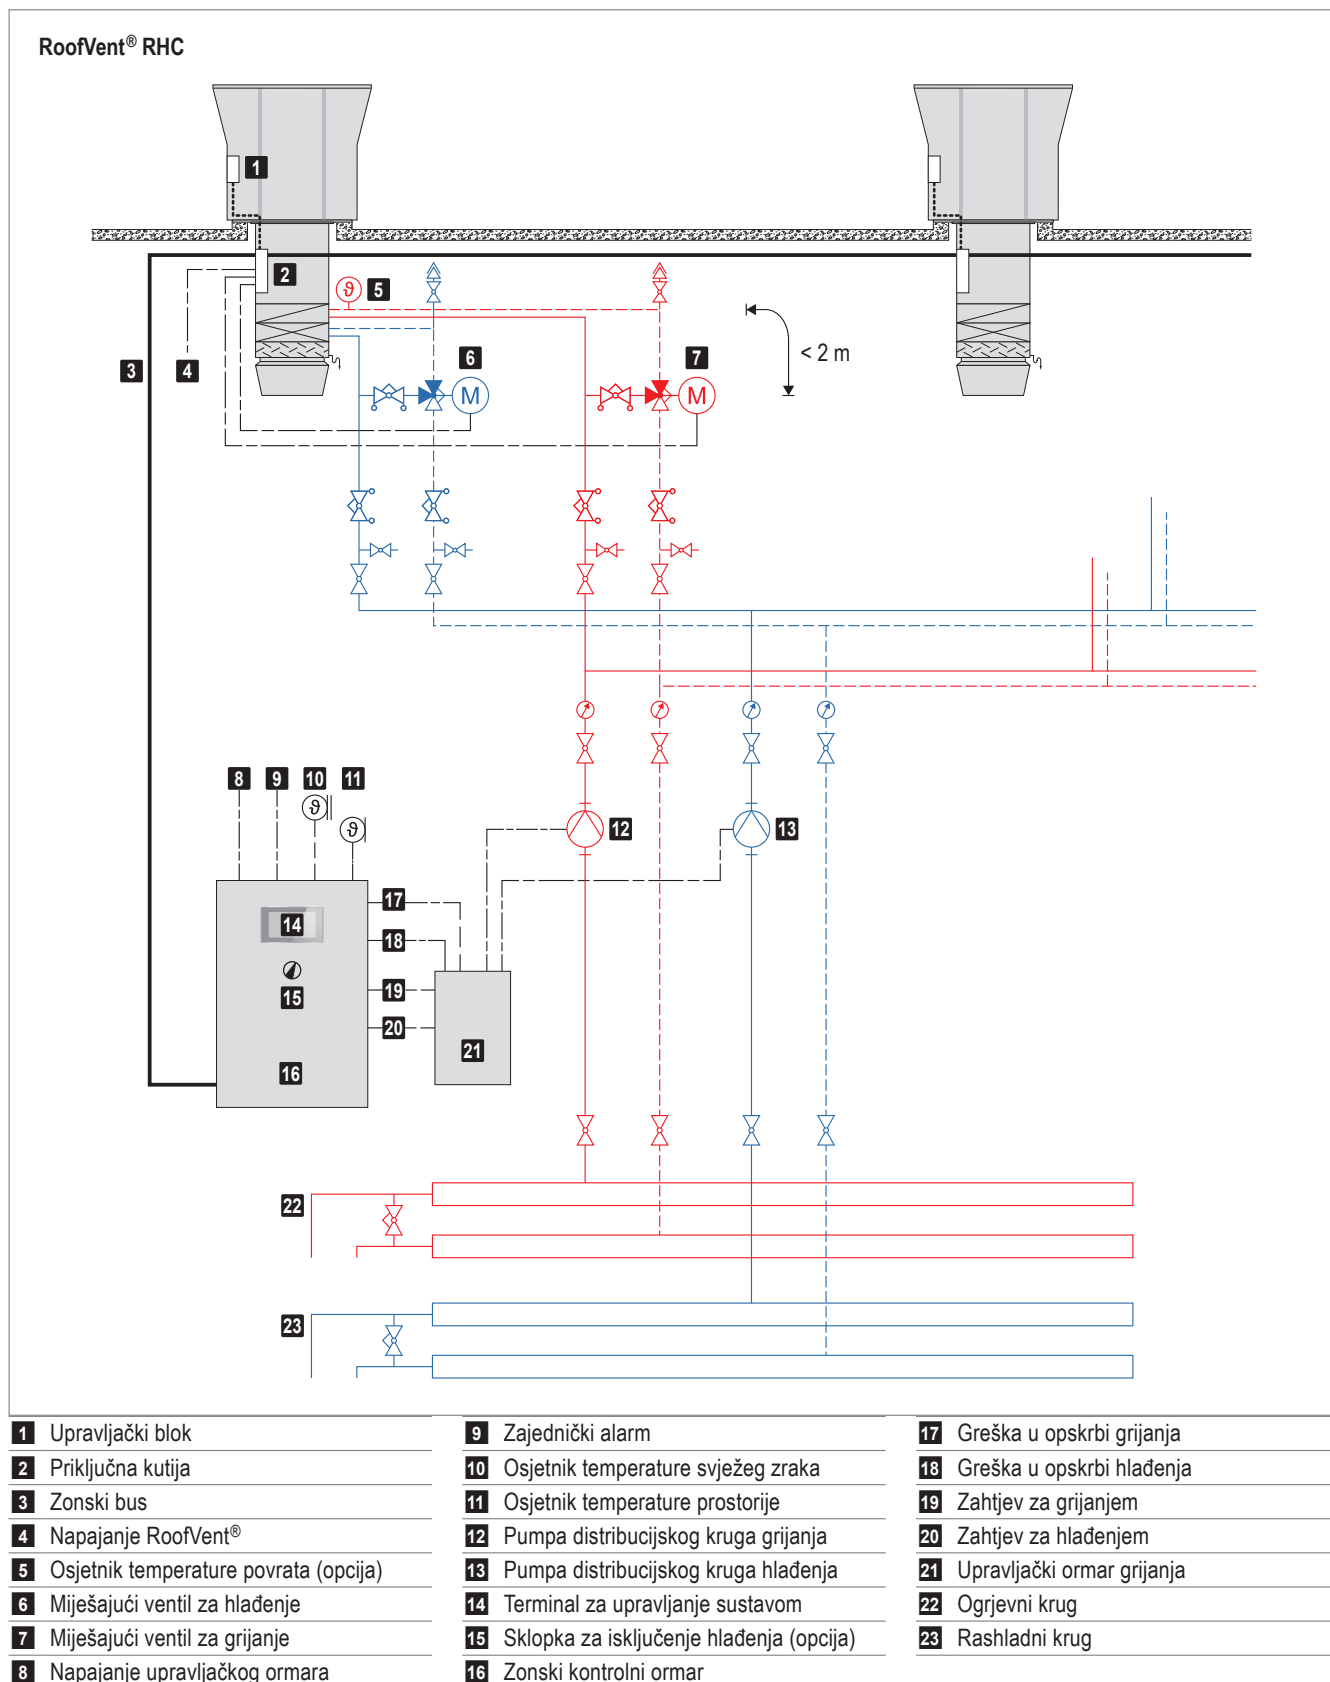 RoofVent® RHC
1
2
5
3
4
6
7
< 2 m
M
M
8
9
10
11
12
13
14
17
18
15
19
20
16
21
22
23
1 Upravljački blok
2 Priključna kutija
3 Zonski bus
4 Napajanje RoofVent®
5 Osjetnik temperature povrata (opcija)
6 Miješajući ventil za hlađenje
7 Miješajući ventil za grijanje
8 Napajanje upravljačkog ormara
9 Zajednički alarm
10 Osjetnik temperature svježeg zraka
11 Osjetnik temperature prostorije
12 Pumpa distribucijskog kruga grijanja
13 Pumpa distribucijskog kruga hlađenja
14 Terminal za upravljanje sustavom
15 Sklopka za isključenje hlađenja (opcija)
16 Zonski kontrolni ormar
17 Greška u opskrbi grijanja
18 Greška u opskrbi hlađenja
19 Zahtjev za grijanjem
20 Zahtjev za hlađenjem
21 Upravljački ormar grijanja
22 Ogrjevni krug
23 Rashladni krug